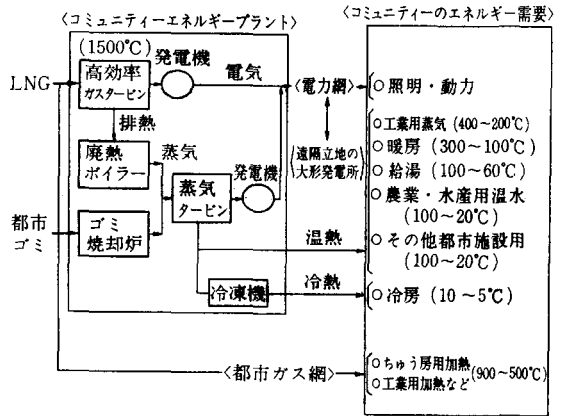 〈コミュニティーエネルギープラント〉
〈コミュニティーのエネルギー需要〉
(1500℃)
発電機
LNG
高効率
ガスタービン
電気
〈電力網〉
○照明・動力
排熱
廃熱
ボイラー
蒸気
発電機
〈遠隔立地の
大形発電所〉
○工業用蒸気(400~200℃)
○暖房(300~100℃)
○給湯(100~60℃)
○農業・水産用温水
(100~20℃)
○その他都市施設用
(100~20℃)
蒸気
タービン
都市
ゴミ
ゴミ
焼却炉
温熱
冷凍機
冷熱
○冷房(10~5℃)
〈都市ガス網〉
○ちゅう房用加熱
○工業用加熱など
(900~500℃)